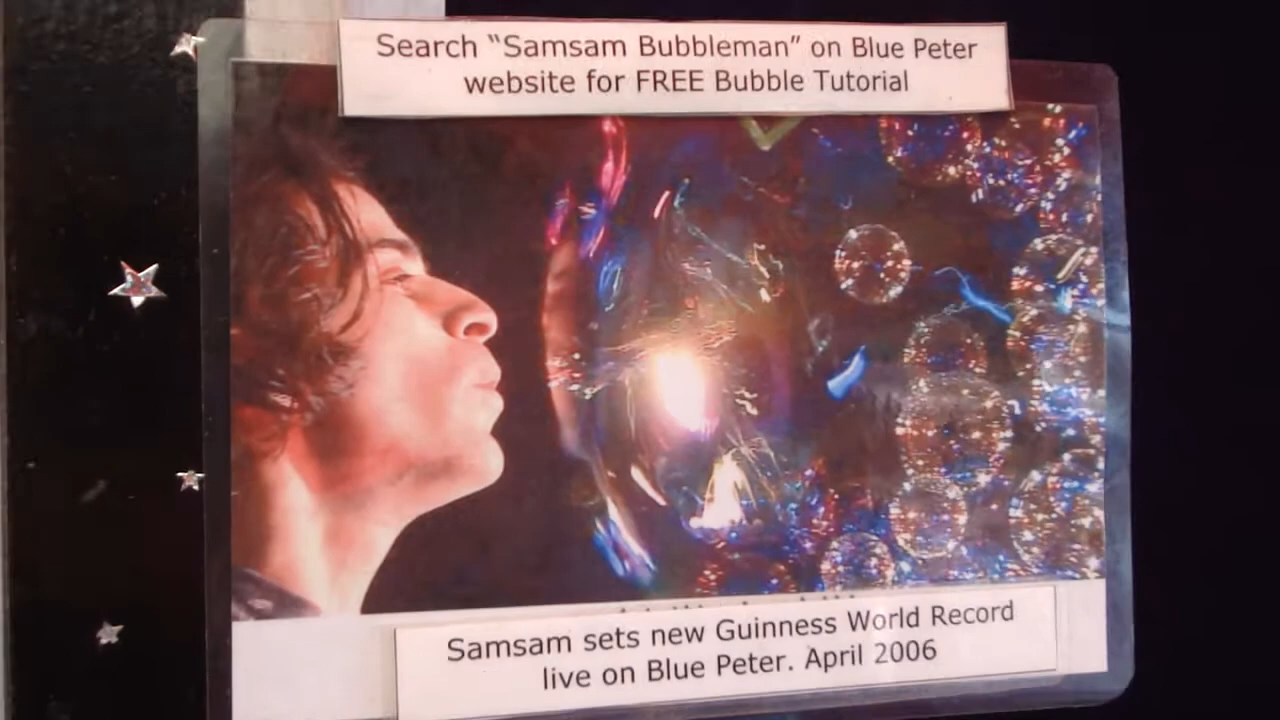 Search “Samsam Bubbleman” on Blue Peter
website for FREE Bubble Tutorial
Samsam sets new Guinness World Record
live on Blue Peter. April 2006